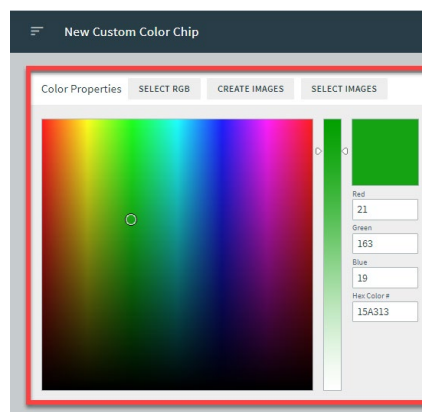 New Custom Color Chip
Color Properties SELECT RGB CREATE IMAGES SELECT IMAGES
Red
21
Green
163
Blue
19
Hex Color #
15A313